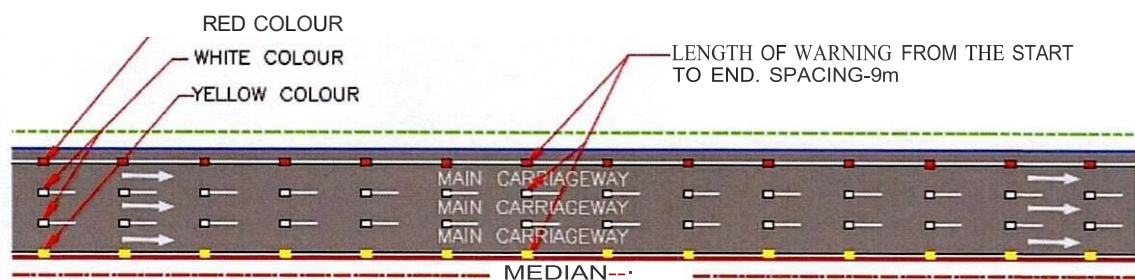 RED COLOUR
WHITE COLOUR
YELLOW COLOUR
LENGTH OF WARNING FROM THE START
TO END. SPACING-9m
MAIN CARRIAGEWAY
MAIN CARRIAGEWAY
MAIN CARRIAGEWAY
MEDIAN